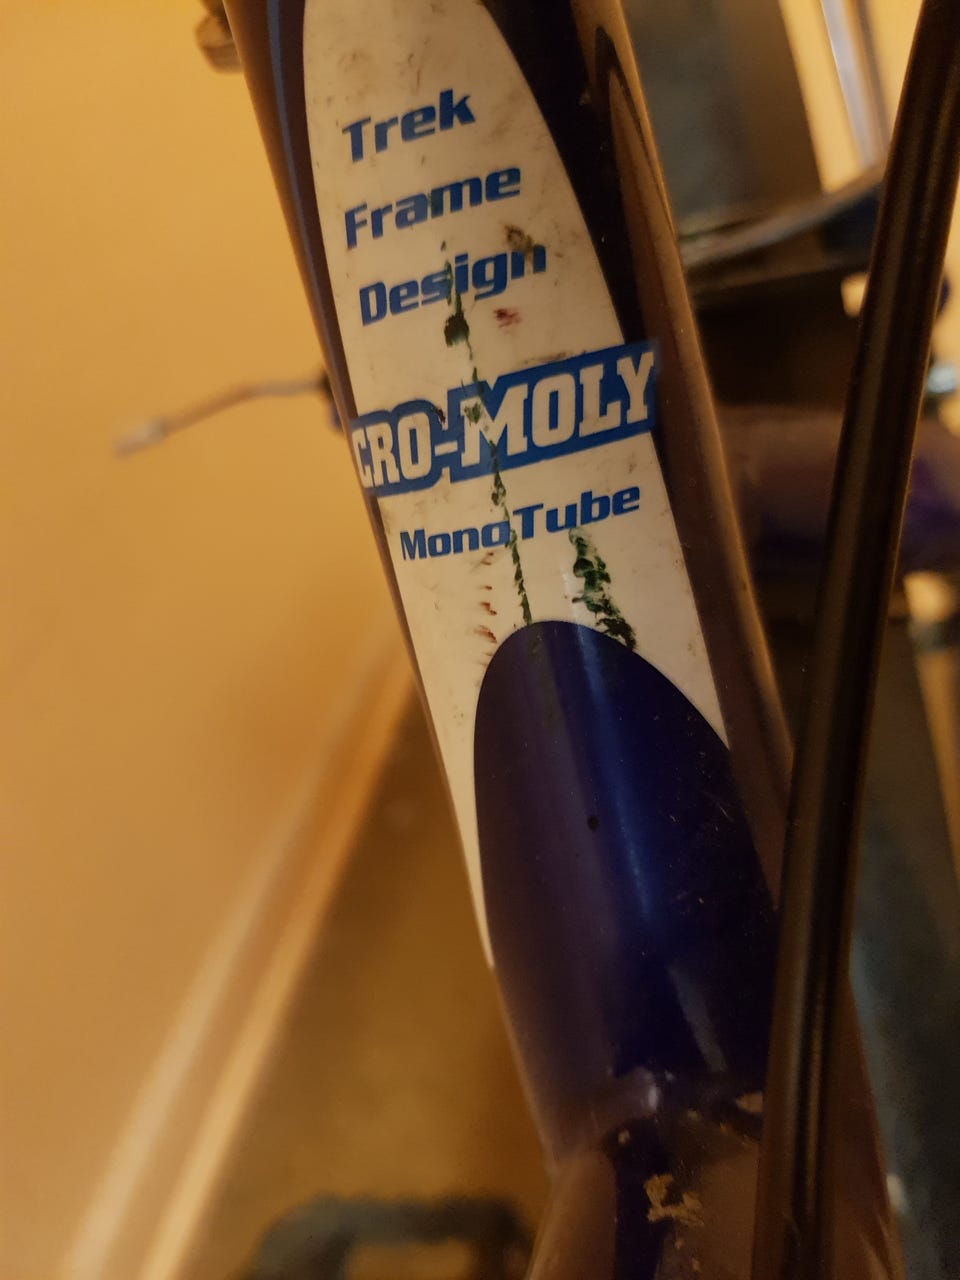 Trek
Frame
Design
CRO-MOLY
MonoTube